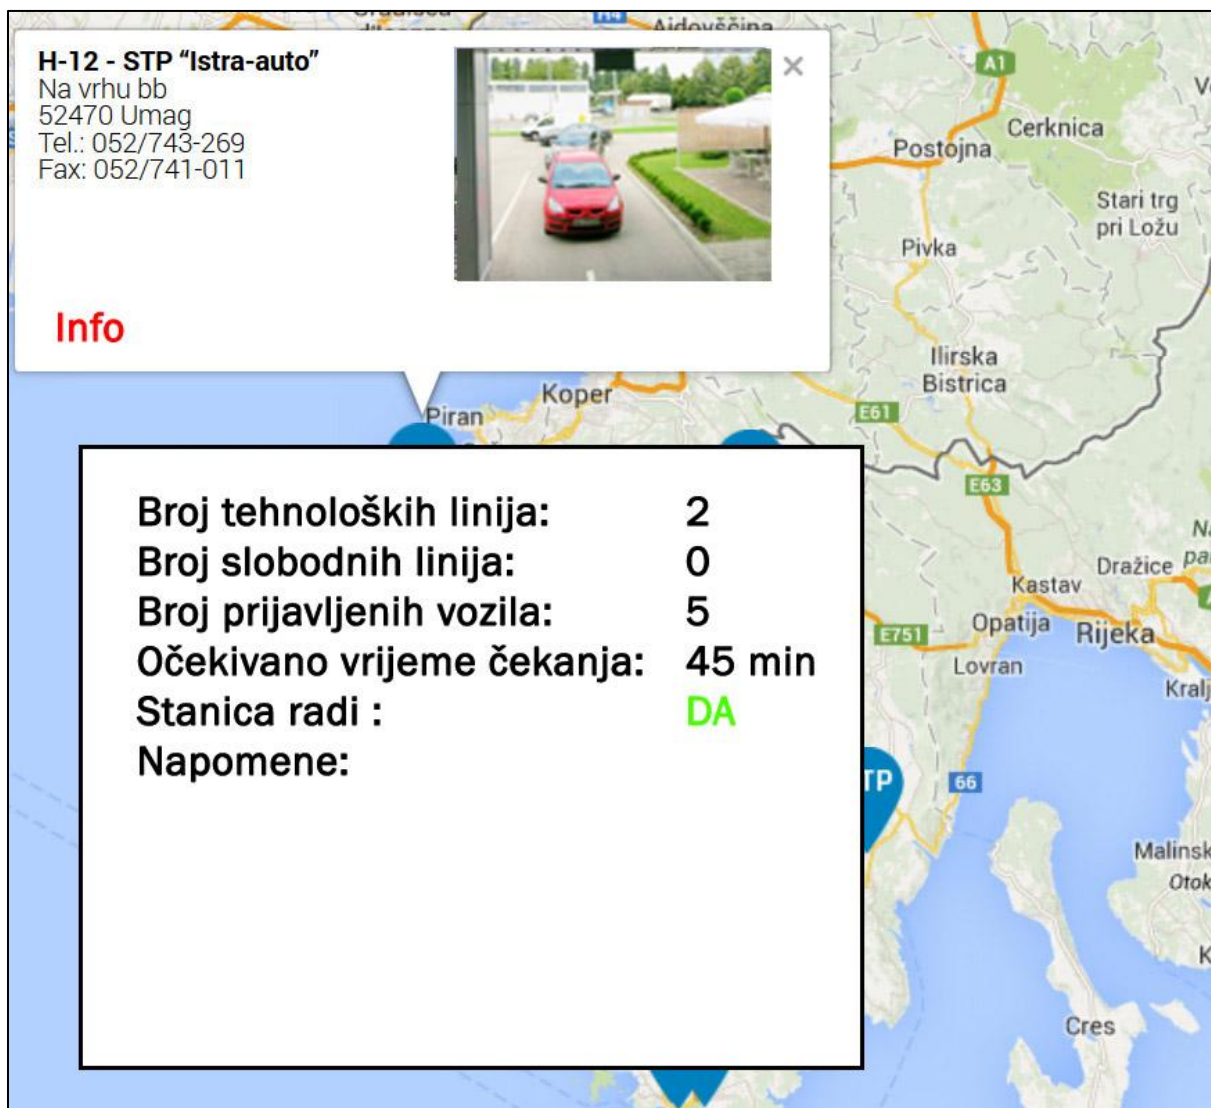 H-12 - STP “Istra-auto”
Na vrhu bb
52470 Umag
Tel.: 052/743-269
Fax: 052/741-011
Info
Broj tehnoloških linija: 2
Broj slobodnih linija: 0
Broj prijavljenih vozila: 5
Očekivano vrijeme čekanja: 45 min
Stanica radi : DA
Napomene:
Ajdovščina
A1
Cerknica
Postojna
Stari trg
pri Ložu
Pivka
Ilirska
Bistrica
Koper
Piran
E61
E63
Dražice
Kastav
Opatija
Rijeka
E751
Lovran
66
Cres